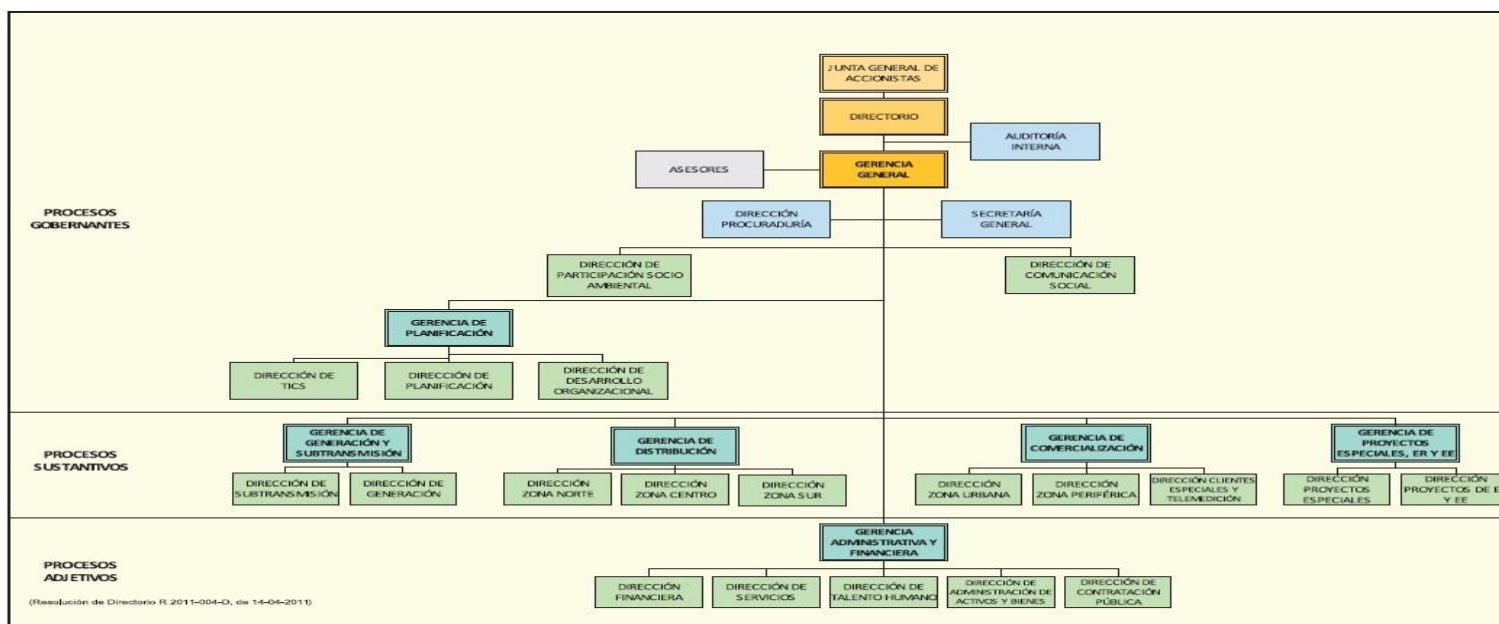 JUNTA GENERAL DE
ACCIONISTAS
DIRECTORIO
AUDITORÍA
INTERNA
ASESORES
GERENCIA
GENERAL
PROCESOS
GOBERNANTES
DIRECCIÓN
PROCURADURÍA
SECRETARÍA
GENERAL
DIRECCIÓN DE
PARTICIPACIÓN SOCIO
AMBIENTAL
DIRECCIÓN DE
COMUNICACIÓN
SOCIAL
GERENCIA DE
PLANIFICACIÓN
DIRECCIÓN DE
TICS
DIRECCIÓN DE
PLANIFICACIÓN
DIRECCIÓN DE
DESARROLLO
ORGANIZACIONAL
PROCESOS
SUSTANTIVOS
GERENCIA DE
GENERACIÓN Y
SUBTRANSMISIÓN
GERENCIA DE
DISTRIBUCIÓN
GERENCIA DE
COMERCIALIZACIÓN
GERENCIA DE
PROYECTOS
ESPECIALES, ER Y EE
DIRECCIÓN DE
SUBTRANSMISIÓN
DIRECCIÓN DE
GENERACIÓN
DIRECCIÓN
ZONA NORTE
DIRECCIÓN
ZONA CENTRO
DIRECCIÓN
ZONA SUR
DIRECCIÓN
ZONA URBANA
DIRECCIÓN
ZONA PERIFÉRICA
DIRECCIÓN CLIENTES
ESPECIALES Y
TELEMEDICIÓN
DIRECCIÓN
PROYECTOS
ESPECIALES
DIRECCIÓN
PROYECTOS DE
Y EE
PROCESOS
ADJETIVOS
GERENCIA
ADMINISTRATIVA Y
FINANCIERA
DIRECCIÓN
FINANCIERA
DIRECCIÓN DE
SERVICIOS
DIRECCIÓN DE
TALENTO HUMANO
DIRECCIÓN DE
ADMINISTRACIÓN DE
ACTIVOS Y BIENES
DIRECCIÓN DE
CONTRATACIÓN
PÚBLICA
(Resolución de Directorio R 2011-004-D, de 14-04-2011)